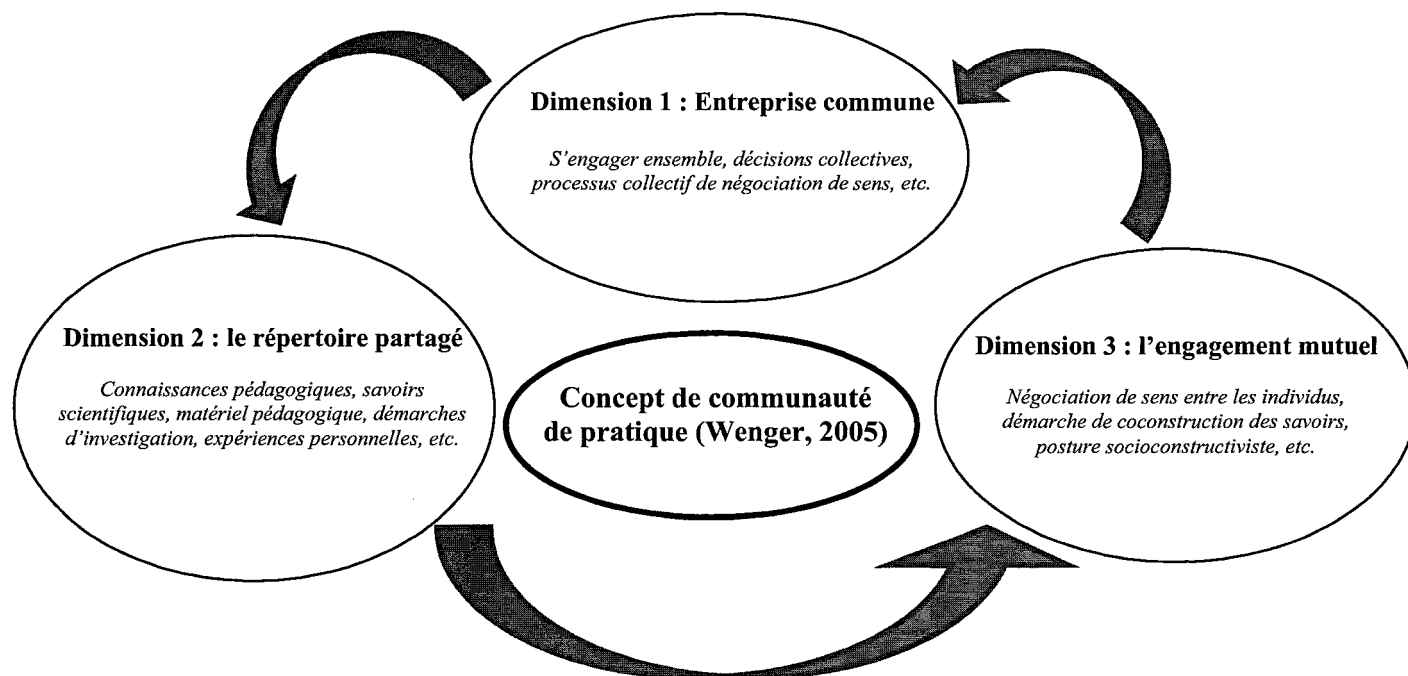 Dimension 1 : Entreprise commune
S'engager ensemble, décisions collectives,
processus collectif de négociation de sens, etc.
Dimension 2 : le répertoire partagé
Connaissances pédagogiques, savoirs
scientifiques, matériel pédagogique, démarches
d'investigation, expériences personnelles, etc.
Concept de communauté
de pratique (Wenger, 2005)
Dimension 3 : l'engagement mutuel
Négociation de sens entre les individus,
démarche de coconstruction des savoirs,
posture socioconstructiviste, etc.